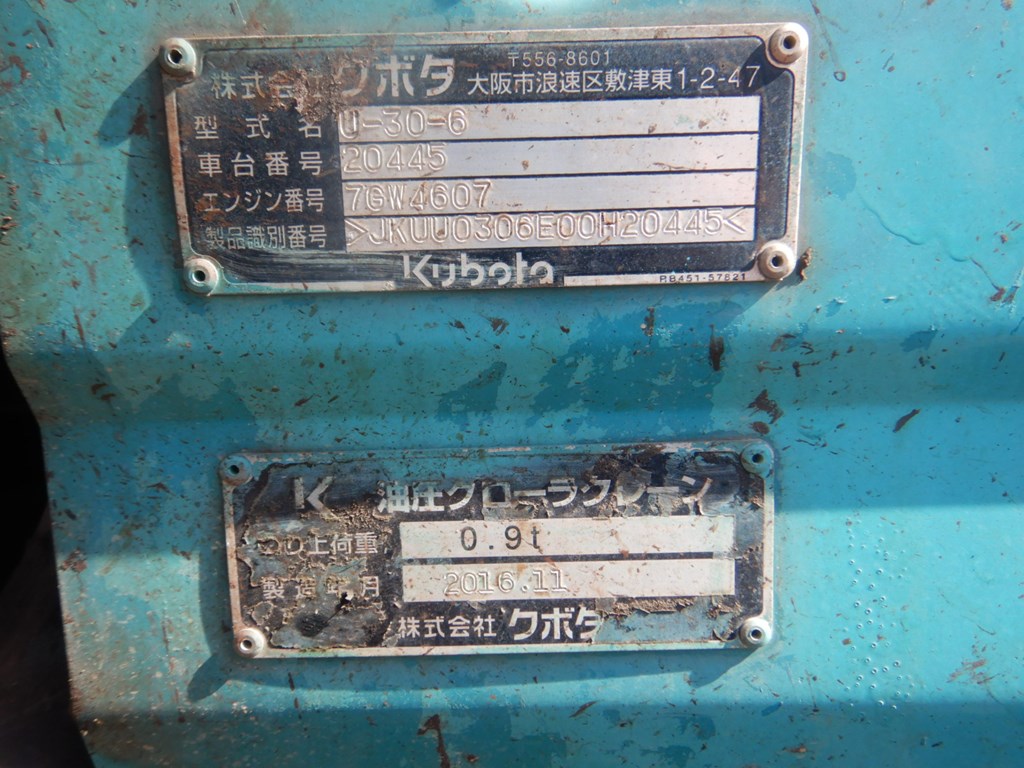 株式会社 クボタ 〒556-8601
大阪市浪速区敷津東1-2-47
型式名 U-30-6
車台番号 20445
エンジン番号 7GW4607
製品識別番号 >JKUU0306E00H20445<
Kubota RB451-57821
K 油圧クローラクレーン
つり上荷重 0.9t
製造年月 2016.11
株式会社 クボタ